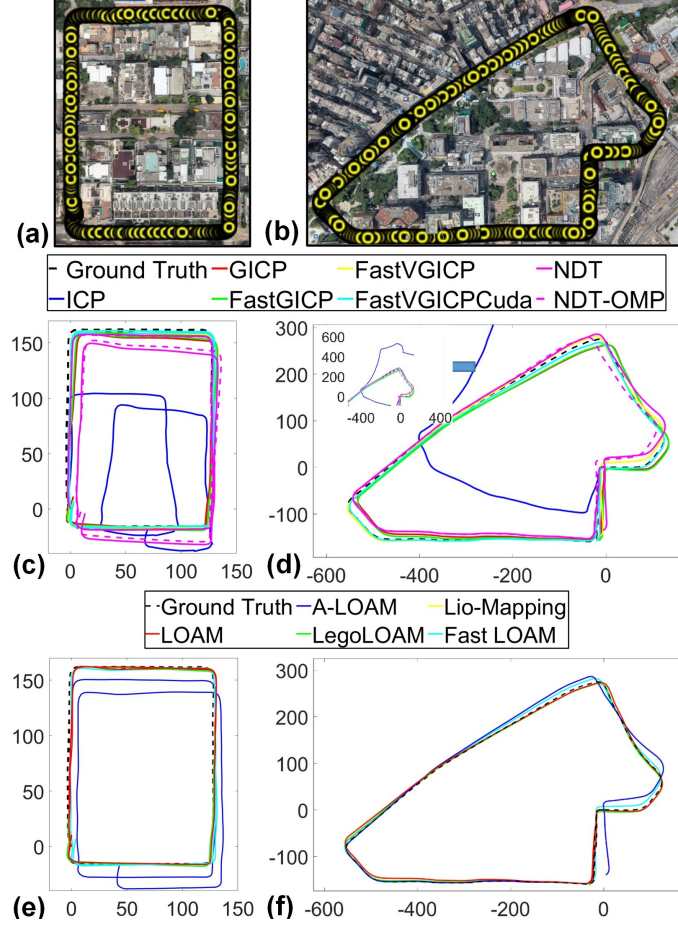 (a)
(b)
Ground Truth GICP FastVGICP NDT
ICP FastGICP FastVGICPCuda NDT-OMP
150
100
50
0
0 50 100 150
(c)
300
200
100
0
-100
-600 -400 -200 0
600
400
200
0
-400 0 400
(d)
Ground Truth A-LOAM Lio-Mapping
LOAM LegoLOAM Fast LOAM
150
100
50
0
0 50 100 150
(e)
300
200
100
0
-100
-600 -400 -200 0
(f)